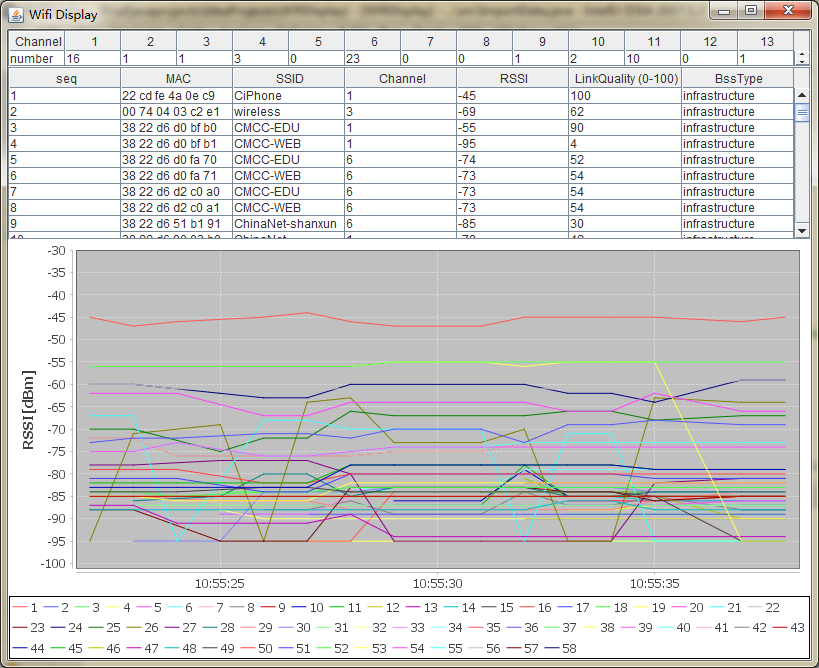 Wifi Display
Channel 1 2 3 4 5 6 7 8 9 10 11 12 13
number 16 1 1 3 0 23 0 0 1 2 10 0 1
seq MAC SSID Channel RSSI LinkQuality (0-100) BssType
1 22 cd fe 4a 0e c9 CiPhone 1 -45 100 infrastructure
2 00 74 04 03 c2 e1 wireless 3 -69 62 infrastructure
3 38 22 d6 d0 bf b0 CMCC-EDU 1 -55 90 infrastructure
4 38 22 d6 d0 bf b1 CMCC-WEB 1 -95 4 infrastructure
5 38 22 d6 d0 fa 70 CMCC-EDU 6 -74 52 infrastructure
6 38 22 d6 d0 fa 71 CMCC-WEB 6 -73 54 infrastructure
7 38 22 d6 d2 c0 a0 CMCC-EDU 6 -73 54 infrastructure
8 38 22 d6 d2 c0 a1 CMCC-WEB 6 -73 54 infrastructure
9 38 22 d6 51 b1 91 ChinaNet-shanxun 6 -85 30 infrastructure
-30
-35
-40
-45
-50
-55
-60
-65
-70
-75
-80
-85
-90
-95
-100
RSSI[dBm]
10:55:25 10:55:30 10:55:35
1 2 3 4 5 6 7 8 9 10 11 12 13 14 15 16 17 18 19 20 21 22
23 24 25 26 27 28 29 30 31 32 33 34 35 36 37 38 39 40 41 42 43
44 45 46 47 48 49 50 51 52 53 54 55 56 57 58